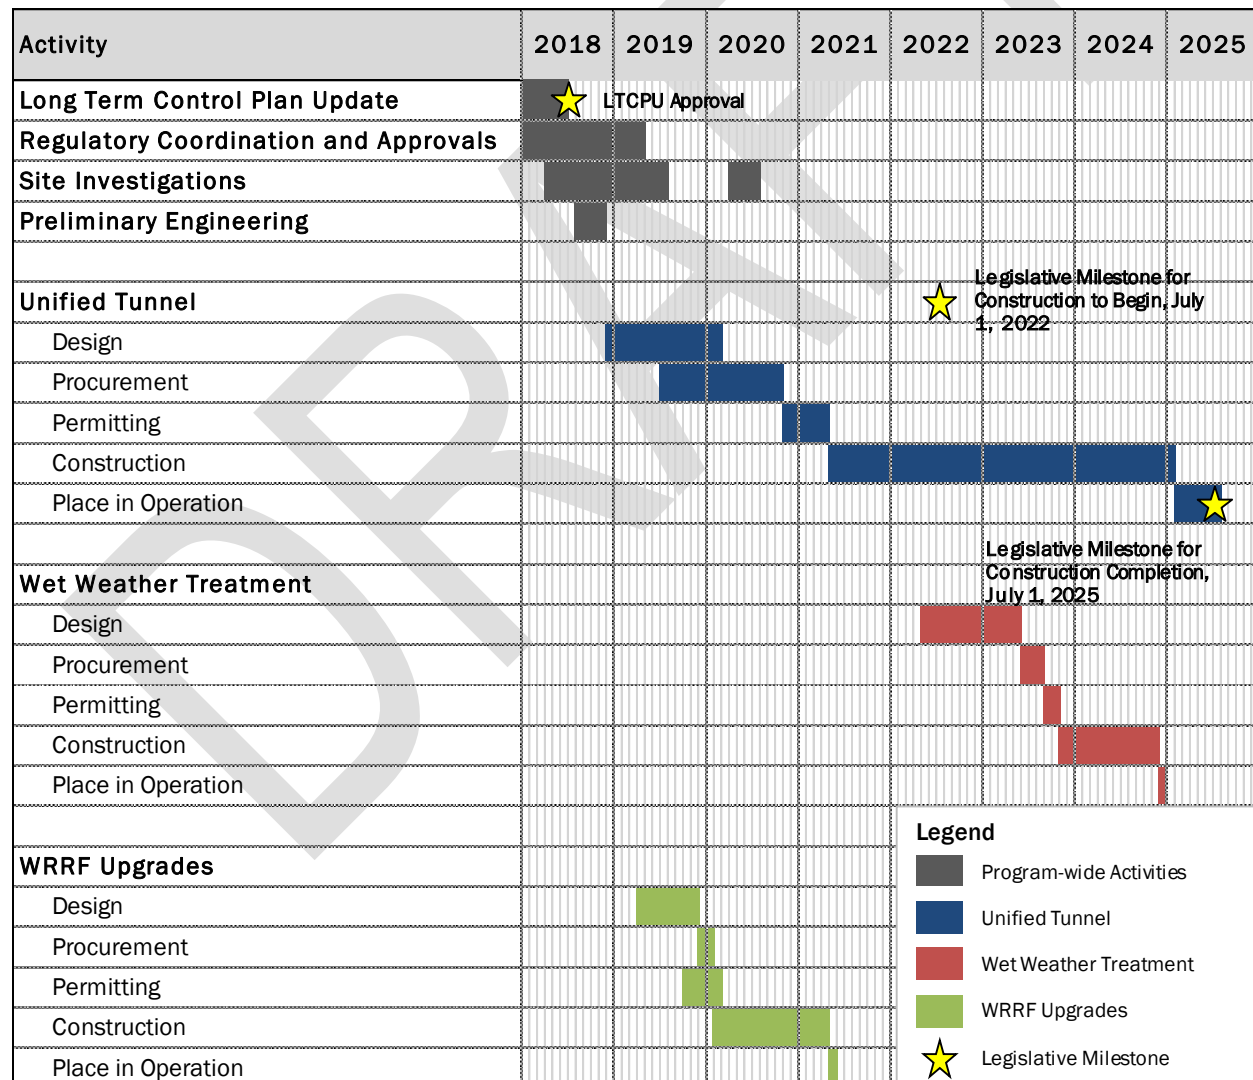 Activity 2018 2019 2020 2021 2022 2023 2024 2025
Long Term Control Plan Update LTCPU Approval
Regulatory Coordination and Approvals
Site Investigations
Preliminary Engineering
Legislative Milestone for
Unified Tunnel Construction to Begin, July
1, 2022
Design
Procurement
Permitting
Construction
Place in Operation
Legislative Milestone for
Wet Weather Treatment Construction Completion,
July 1, 2025
Design
Procurement
Permitting
Construction
Place in Operation
WRRF Upgrades
Design
Procurement
Permitting
Construction
Place in Operation
Legend
Program-wide Activities
Unified Tunnel
Wet Weather Treatment
WRRF Upgrades
Legislative Milestone
DRAFT